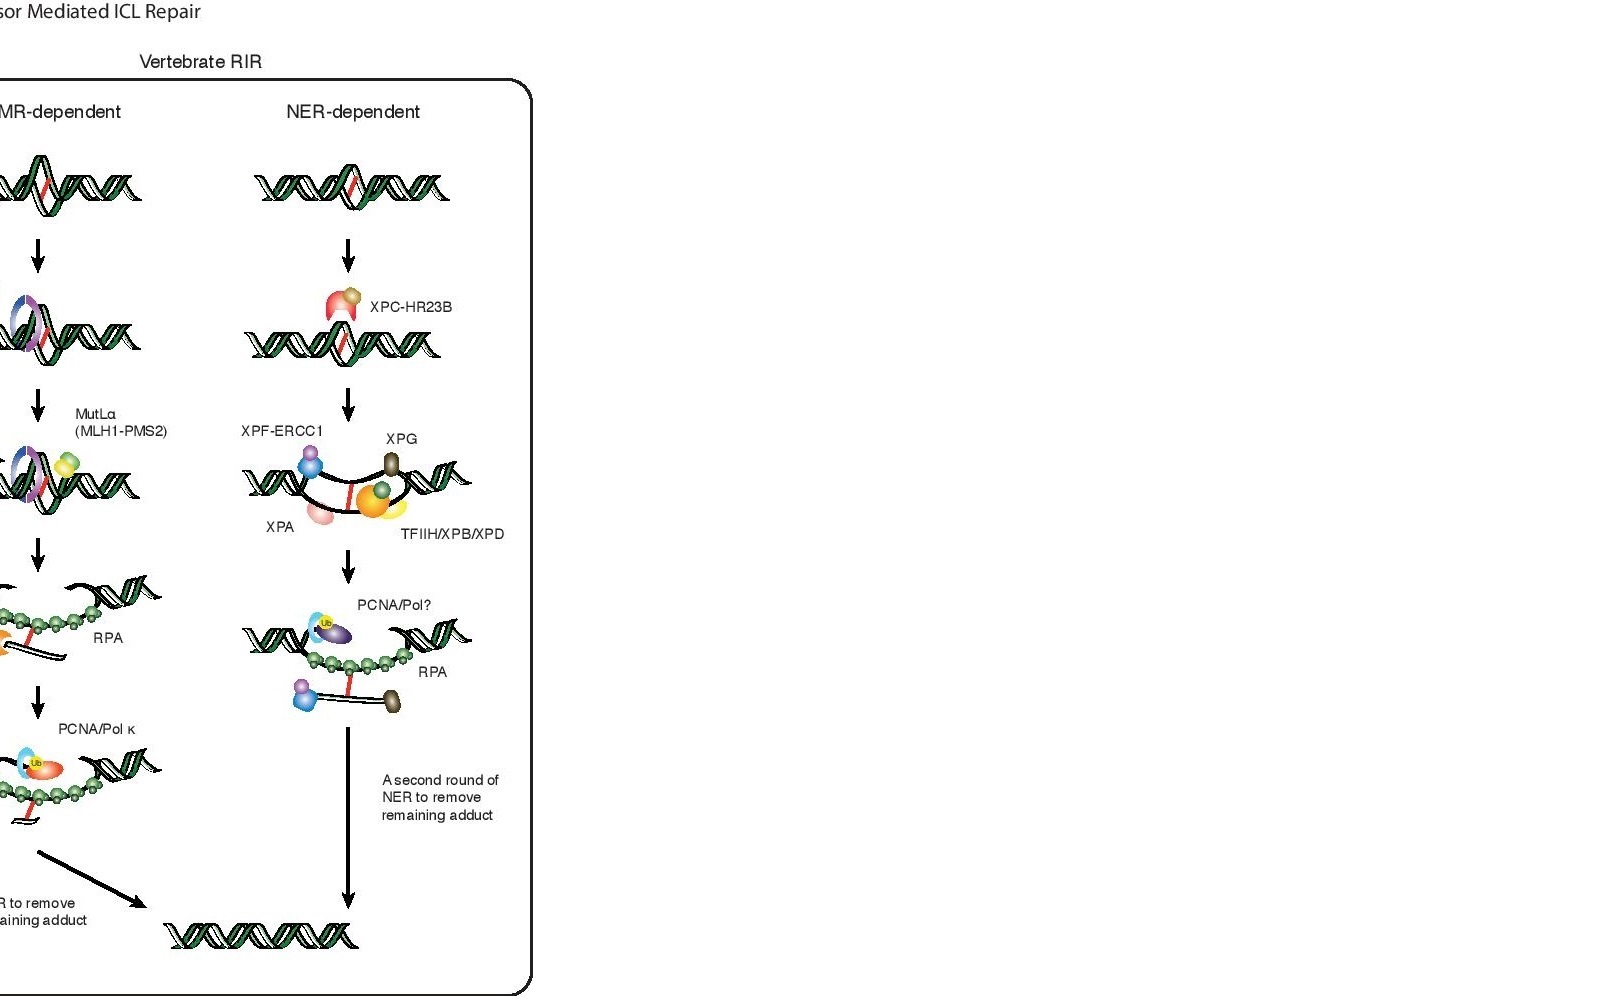 sor Mediated ICL Repair
Vertebrate RIR
MR-dependent
NER-dependent
XPC-HR23B
MutLα
(MLH1-PMS2)
XPF-ERCC1
XPG
XPA
TFIIH/XPB/XPD
PCNA/Pol?
Ub
RPA
RPA
PCNA/Pol κ
Ub
A second round of
NER to remove
remaining adduct
R to remove
aining adduct